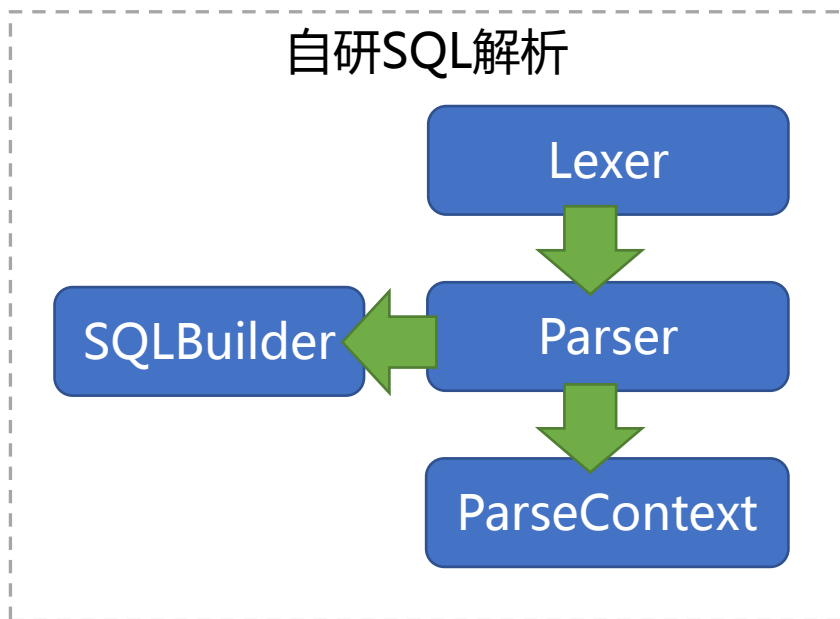 自研SQL解析
Lexer
SQLBuilder
Parser
ParseContext